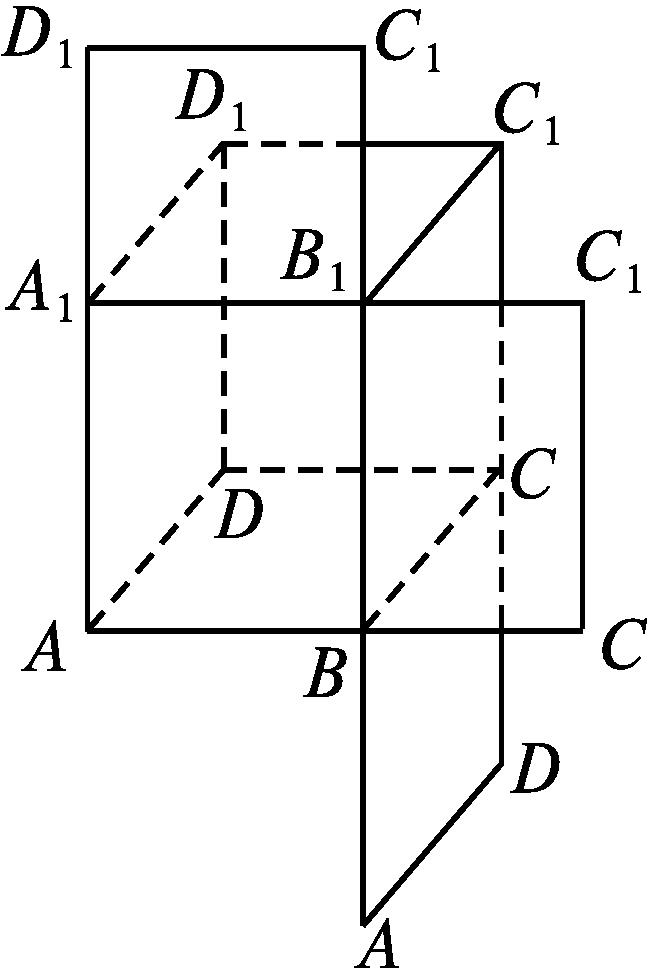 D₁ C₁
D₁ C₁
A₁ B₁ C₁
D C
A B C
D
A